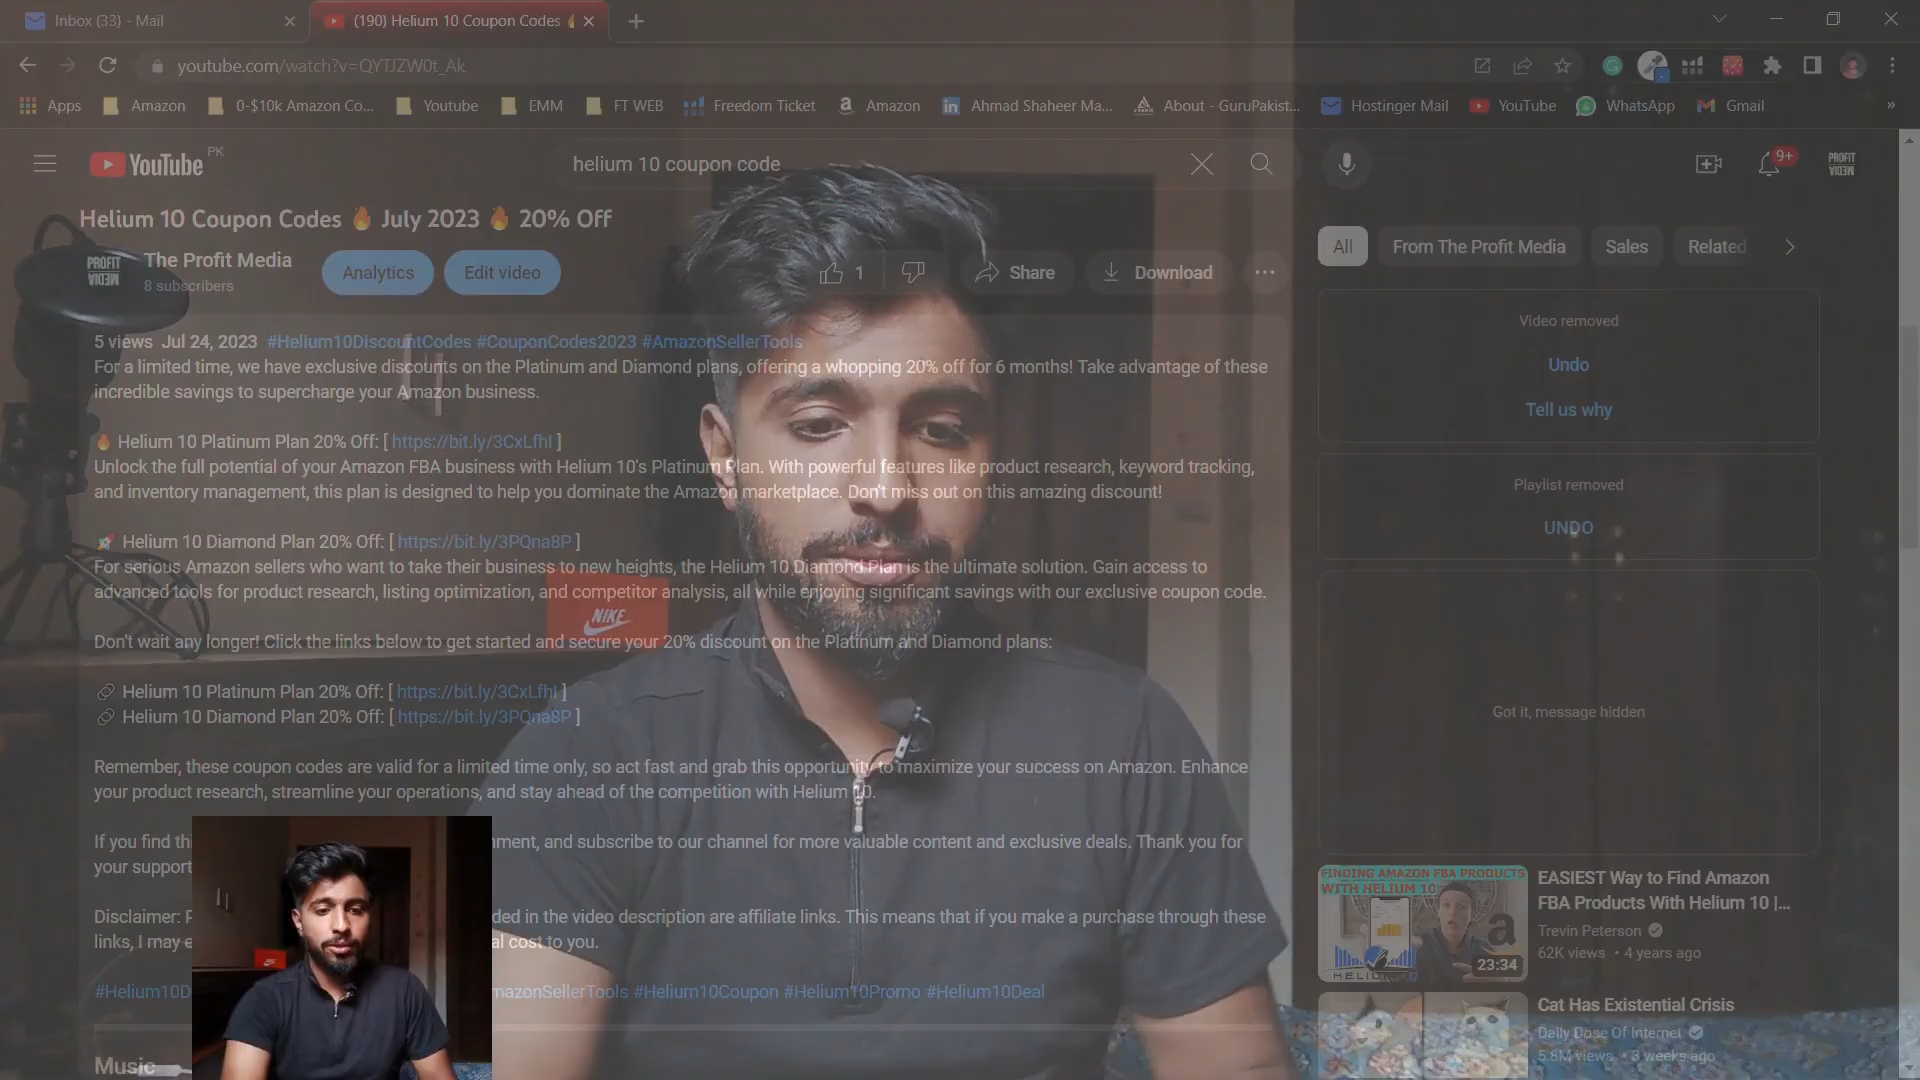 Inbox (33) - Mail
(190) Helium 10 Coupon Codes 🔥
youtube.com/watch?v=QYTJZW0t_Ak
Apps
Amazon
0-$10k Amazon Co...
Youtube
EMM
FT WEB
Freedom Ticket
Amazon
Ahmad Shaheer Ma...
About - GuruPakist...
Hostinger Mail
YouTube
WhatsApp
Gmail
»
YouTube PK
helium 10 coupon code
9+
PROFIT MEDIA
Helium 10 Coupon Codes 🔥 July 2023 🔥 20% Off
PROFIT MEDIA
The Profit Media
8 subscribers
Analytics
Edit video
1
Share
Download
5 views Jul 24, 2023 #Helium10DiscountCodes #CouponCodes2023 #AmazonSellerTools
For a limited time, we have exclusive discounts on the Platinum and Diamond plans, offering a whopping 20% off for 6 months! Take advantage of these
incredible savings to supercharge your Amazon business.
🔥 Helium 10 Platinum Plan 20% Off: [ https://bit.ly/3CxLfhl ]
Unlock the full potential of your Amazon FBA business with Helium 10's Platinum Plan. With powerful features like product research, keyword tracking,
and inventory management, this plan is designed to help you dominate the Amazon marketplace. Don't miss out on this amazing discount!
🚀 Helium 10 Diamond Plan 20% Off: [ https://bit.ly/3PQna8P ]
For serious Amazon sellers who want to take their business to new heights, the Helium 10 Diamond Plan is the ultimate solution. Gain access to
advanced tools for product research, listing optimization, and competitor analysis, all while enjoying significant savings with our exclusive coupon code.
NIKE
Don't wait any longer! Click the links below to get started and secure your 20% discount on the Platinum and Diamond plans:
🔗 Helium 10 Platinum Plan 20% Off: [ https://bit.ly/3CxLfhl ]
🔗 Helium 10 Diamond Plan 20% Off: [ https://bit.ly/3PQna8P ]
Remember, these coupon codes are valid for a limited time only, so act fast and grab this opportunity to maximize your success on Amazon. Enhance
your product research, streamline your operations, and stay ahead of the competition with Helium 10.
If you find thi
ment, and subscribe to our channel for more valuable content and exclusive deals. Thank you for
your support
Disclaimer: P
ded in the video description are affiliate links. This means that if you make a purchase through these
links, I may e
al cost to you.
#Helium10D
mazonSellerTools #Helium10Coupon #Helium10Promo #Helium10Deal
Music
All
From The Profit Media
Sales
Related
Video removed
Undo
Tell us why
Playlist removed
UNDO
Got it, message hidden
FINDING AMAZON FBA PRODUCTS
WITH HELIUM 10
23:34
EASIEST Way to Find Amazon
FBA Products With Helium 10 |...
Trevin Peterson
62K views • 4 years ago
Cat Has Existential Crisis
Daily Dose Of Internet
5.8M views • 3 weeks ago